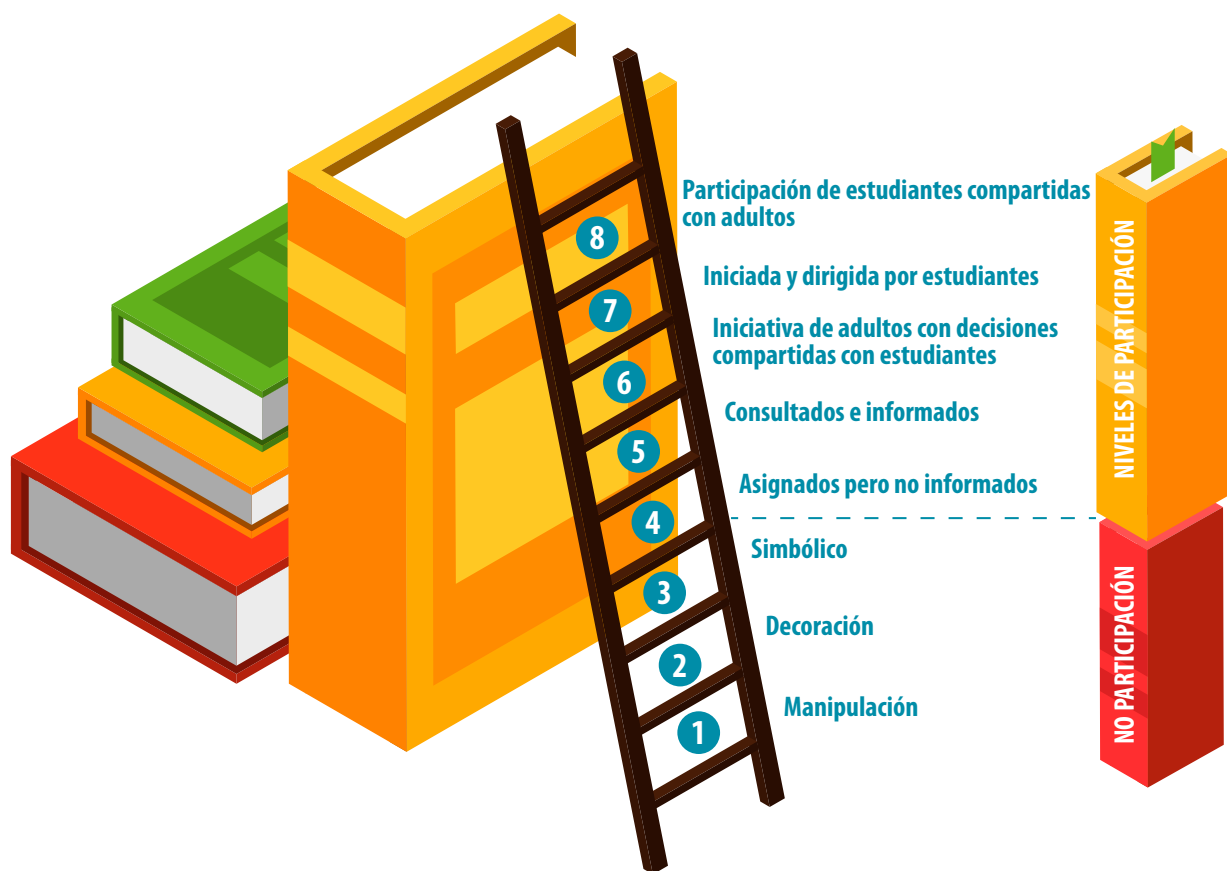 Participación de estudiantes compartidas
con adultos
8
Iniciada y dirigida por estudiantes
7
Iniciativa de adultos con decisiones
compartidas con estudiantes
6
Consultados e informados
5
Asignados pero no informados
4
Simbólico
3
Decoración
2
Manipulación
1
NIVELES DE PARTICIPACIÓN
NO PARTICIPACIÓN